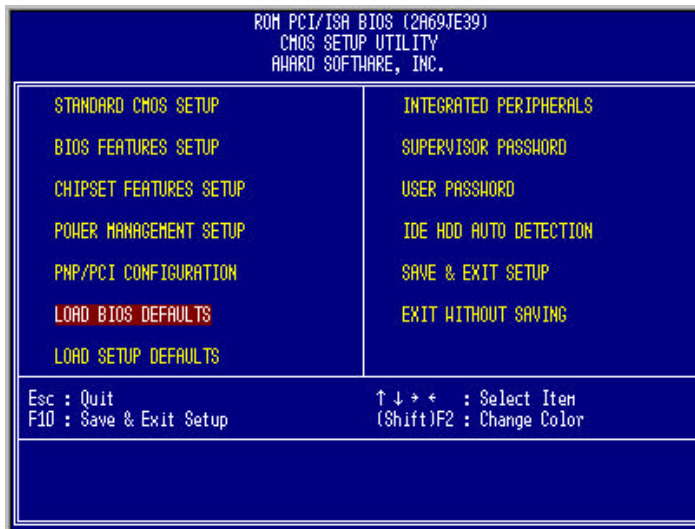 ROM PCI/ISA BIOS (2A69JE39)
CMOS SETUP UTILITY
AWARD SOFTWARE, INC.
STANDARD CMOS SETUP
BIOS FEATURES SETUP
CHIPSET FEATURES SETUP
POWER MANAGEMENT SETUP
PNP/PCI CONFIGURATION
LOAD BIOS DEFAULTS
LOAD SETUP DEFAULTS
INTEGRATED PERIPHERALS
SUPERVISOR PASSWORD
USER PASSWORD
IDE HDD AUTO DETECTION
SAVE & EXIT SETUP
EXIT WITHOUT SAVING
Esc : Quit
F10 : Save & Exit Setup
↑ ↓ → ← : Select Item
(Shift)F2 : Change Color